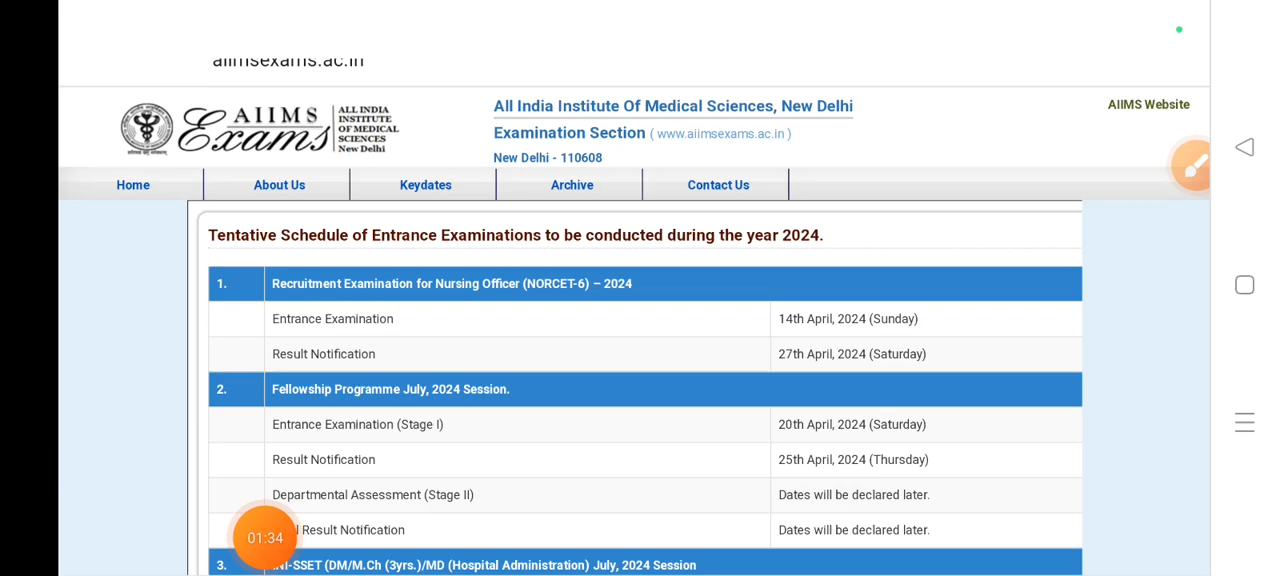 aiimsexams.ac.in
AIIMS
Exams
ALL INDIA
INSTITUTE
OF MEDICAL
SCIENCES
New Delhi
All India Institute Of Medical Sciences, New Delhi
Examination Section ( www.aiimsexams.ac.in )
New Delhi - 110608
AIIMS Website
Home About Us Keydates Archive Contact Us
Tentative Schedule of Entrance Examinations to be conducted during the year 2024.
1. Recruitment Examination for Nursing Officer (NORCET-6) – 2024
Entrance Examination 14th April, 2024 (Sunday)
Result Notification 27th April, 2024 (Saturday)
2. Fellowship Programme July, 2024 Session.
Entrance Examination (Stage I) 20th April, 2024 (Saturday)
Result Notification 25th April, 2024 (Thursday)
Departmental Assessment (Stage II) Dates will be declared later.
Result Notification Dates will be declared later.
01:34
3. INI-SSET (DM/M.Ch (3yrs.)/MD (Hospital Administration) July, 2024 Session